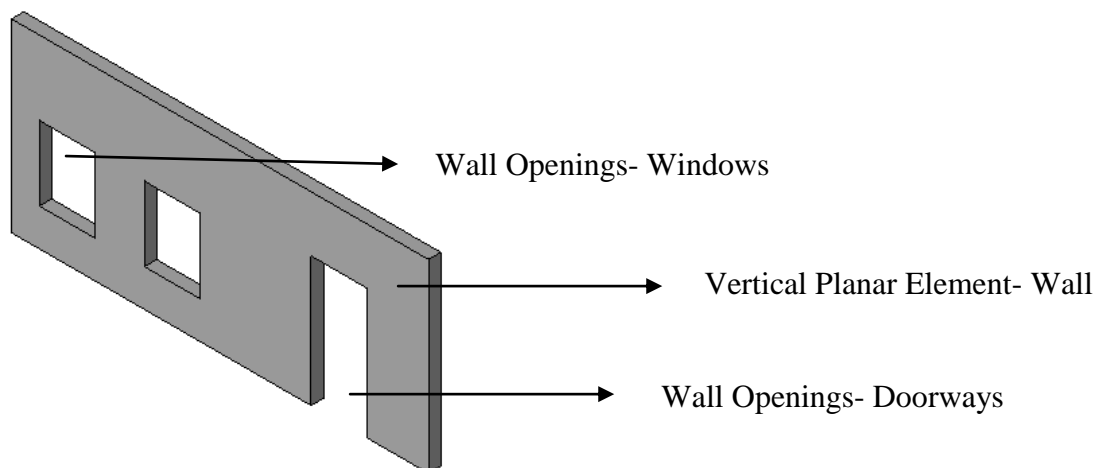 Wall Openings- Windows
Vertical Planar Element- Wall
Wall Openings- Doorways